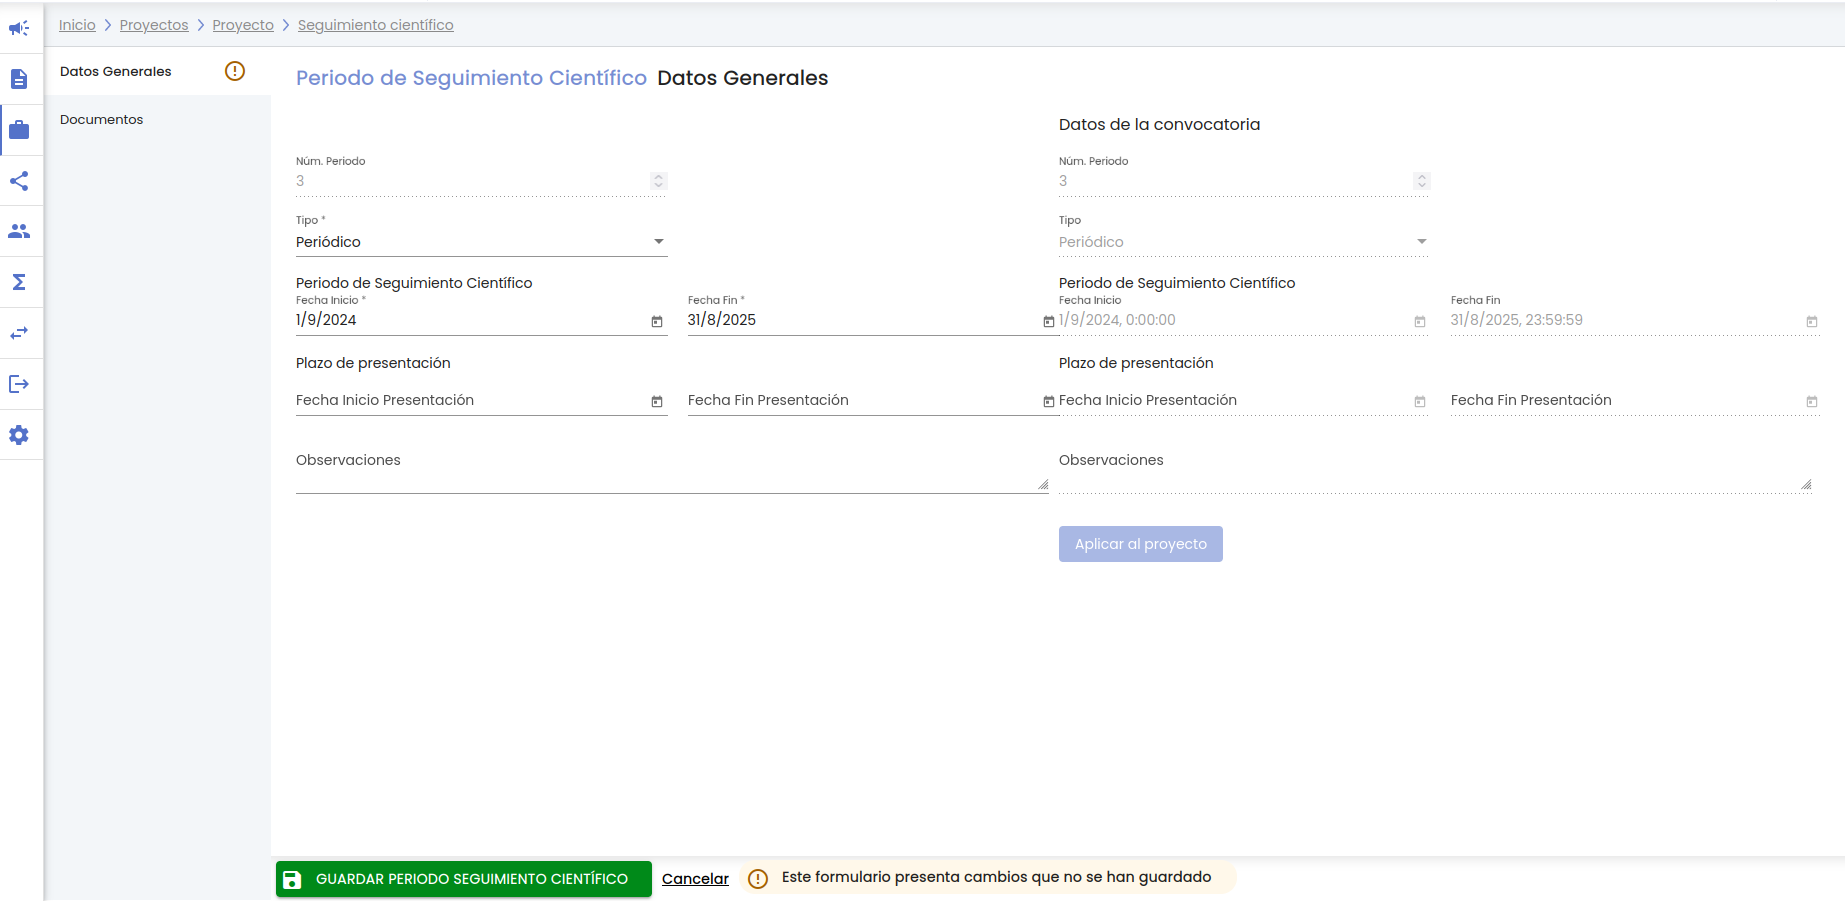 Inicio > Proyectos > Proyecto > Seguimiento científico
Datos Generales
Documentos
Periodo de Seguimiento Científico Datos Generales
Datos de la convocatoria
Núm. Periodo
3
Núm. Periodo
3
Tipo *
Periódico
Tipo
Periódico
Periodo de Seguimiento Científico
Fecha Inicio *
1/9/2024
Fecha Fin *
31/8/2025
Periodo de Seguimiento Científico
Fecha Inicio
1/9/2024, 0:00:00
Fecha Fin
31/8/2025, 23:59:59
Plazo de presentación
Fecha Inicio Presentación
Fecha Fin Presentación
Plazo de presentación
Fecha Inicio Presentación
Fecha Fin Presentación
Observaciones
Observaciones
Aplicar al proyecto
GUARDAR PERIODO SEGUIMIENTO CIENTÍFICO
Cancelar
Este formulario presenta cambios que no se han guardado